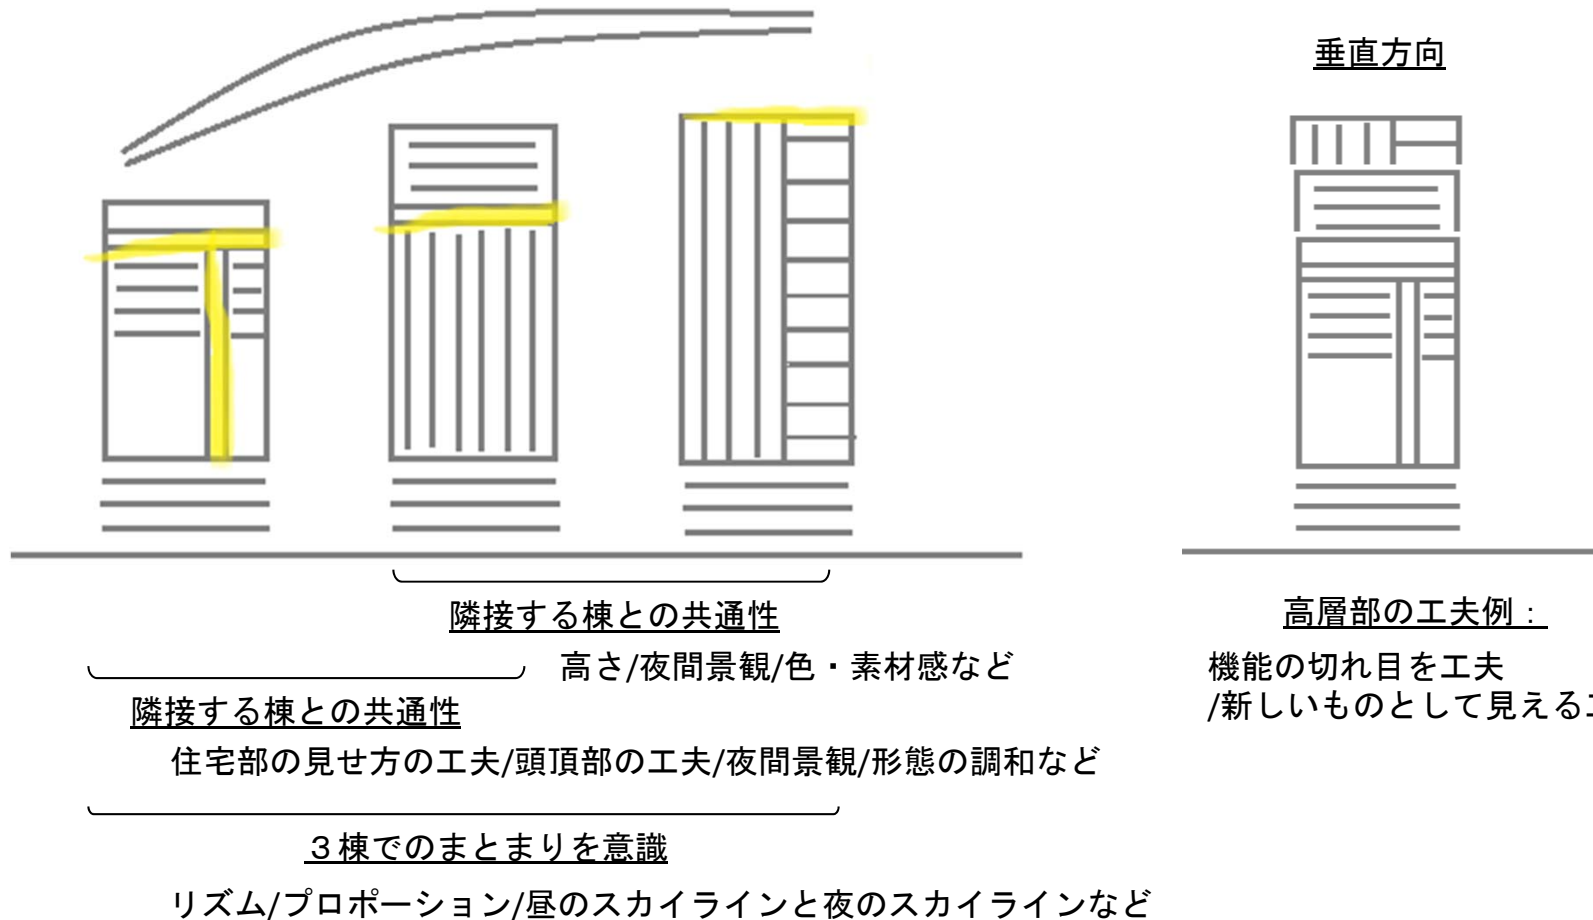 垂直方向
隣接する棟との共通性
高さ/夜間景観/色・素材感など
隣接する棟との共通性
住宅部の見せ方の工夫/頭頂部の工夫/夜間景観/形態の調和など
３棟でのまとまりを意識
リズム/プロポーション/昼のスカイラインと夜のスカイラインなど
高層部の工夫例：
機能の切れ目を工夫
/新しいものとして見える